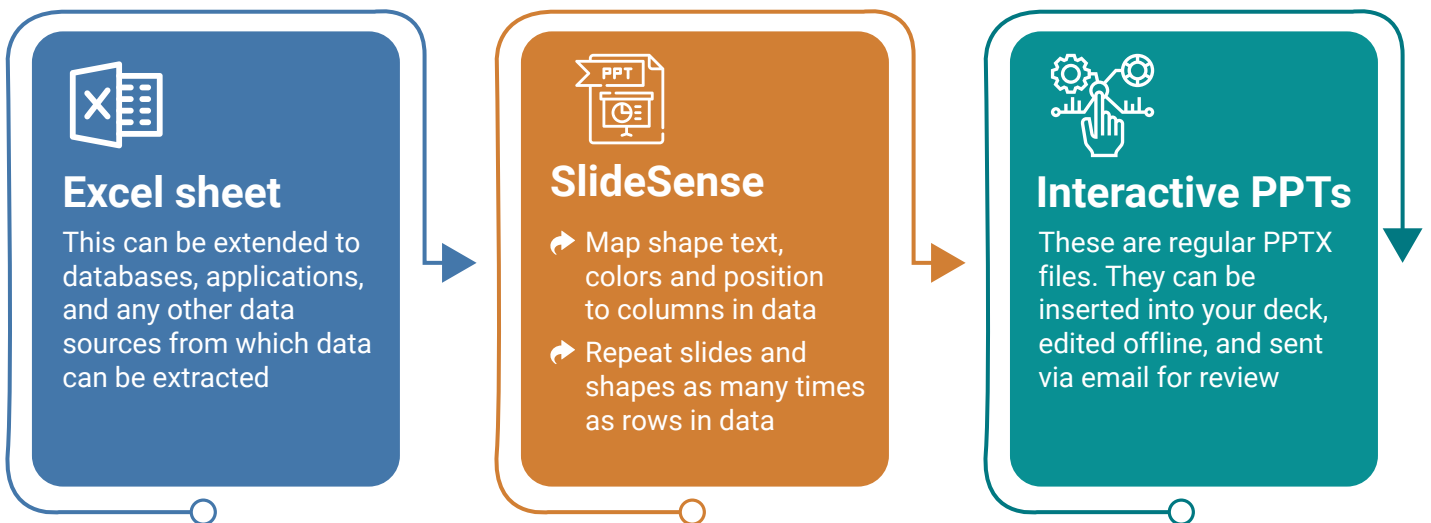 X
Excel sheet
This can be extended to
databases, applications,
and any other data
sources from which data
can be extracted
PPT
SlideSense
Map shape text,
colors and position
to columns in data
Repeat slides and
shapes as many times
as rows in data
Interactive PPTs
These are regular PPTX
files. They can be
inserted into your deck,
edited offline, and sent
via email for review